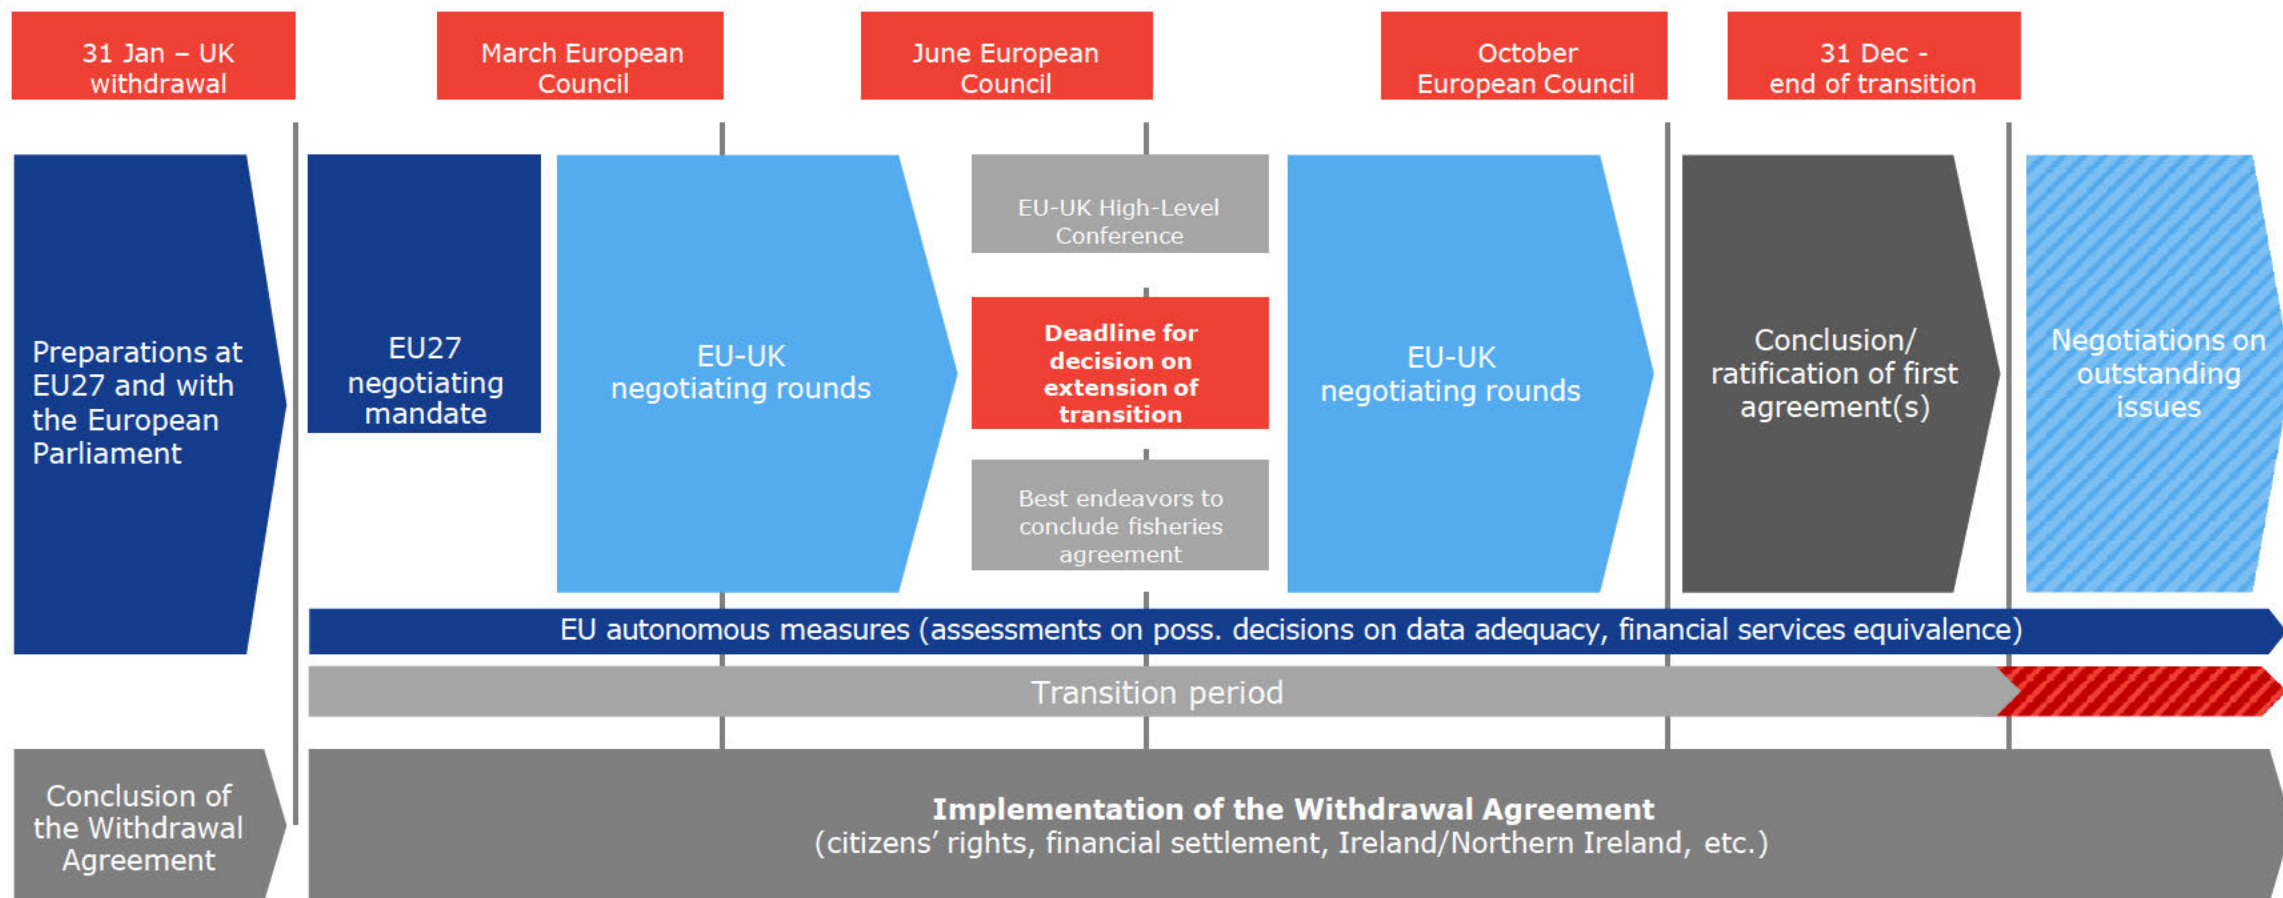 31 Jan – UK
withdrawal
March European
Council
June European
Council
October
European Council
31 Dec -
end of transition
Preparations at
EU27 and with
the European
Parliament
EU27
negotiating
mandate
EU-UK
negotiating rounds
EU-UK High-Level
Conference
Deadline for
decision on
extension of
transition
Best endeavors to
conclude fisheries
agreement
EU-UK
negotiating rounds
Conclusion/
ratification of first
agreement(s)
Negotiations on
outstanding
issues
EU autonomous measures (assessments on poss. decisions on data adequacy, financial services equivalence)
Transition period
Conclusion of
the Withdrawal
Agreement
Implementation of the Withdrawal Agreement
(citizens’ rights, financial settlement, Ireland/Northern Ireland, etc.)